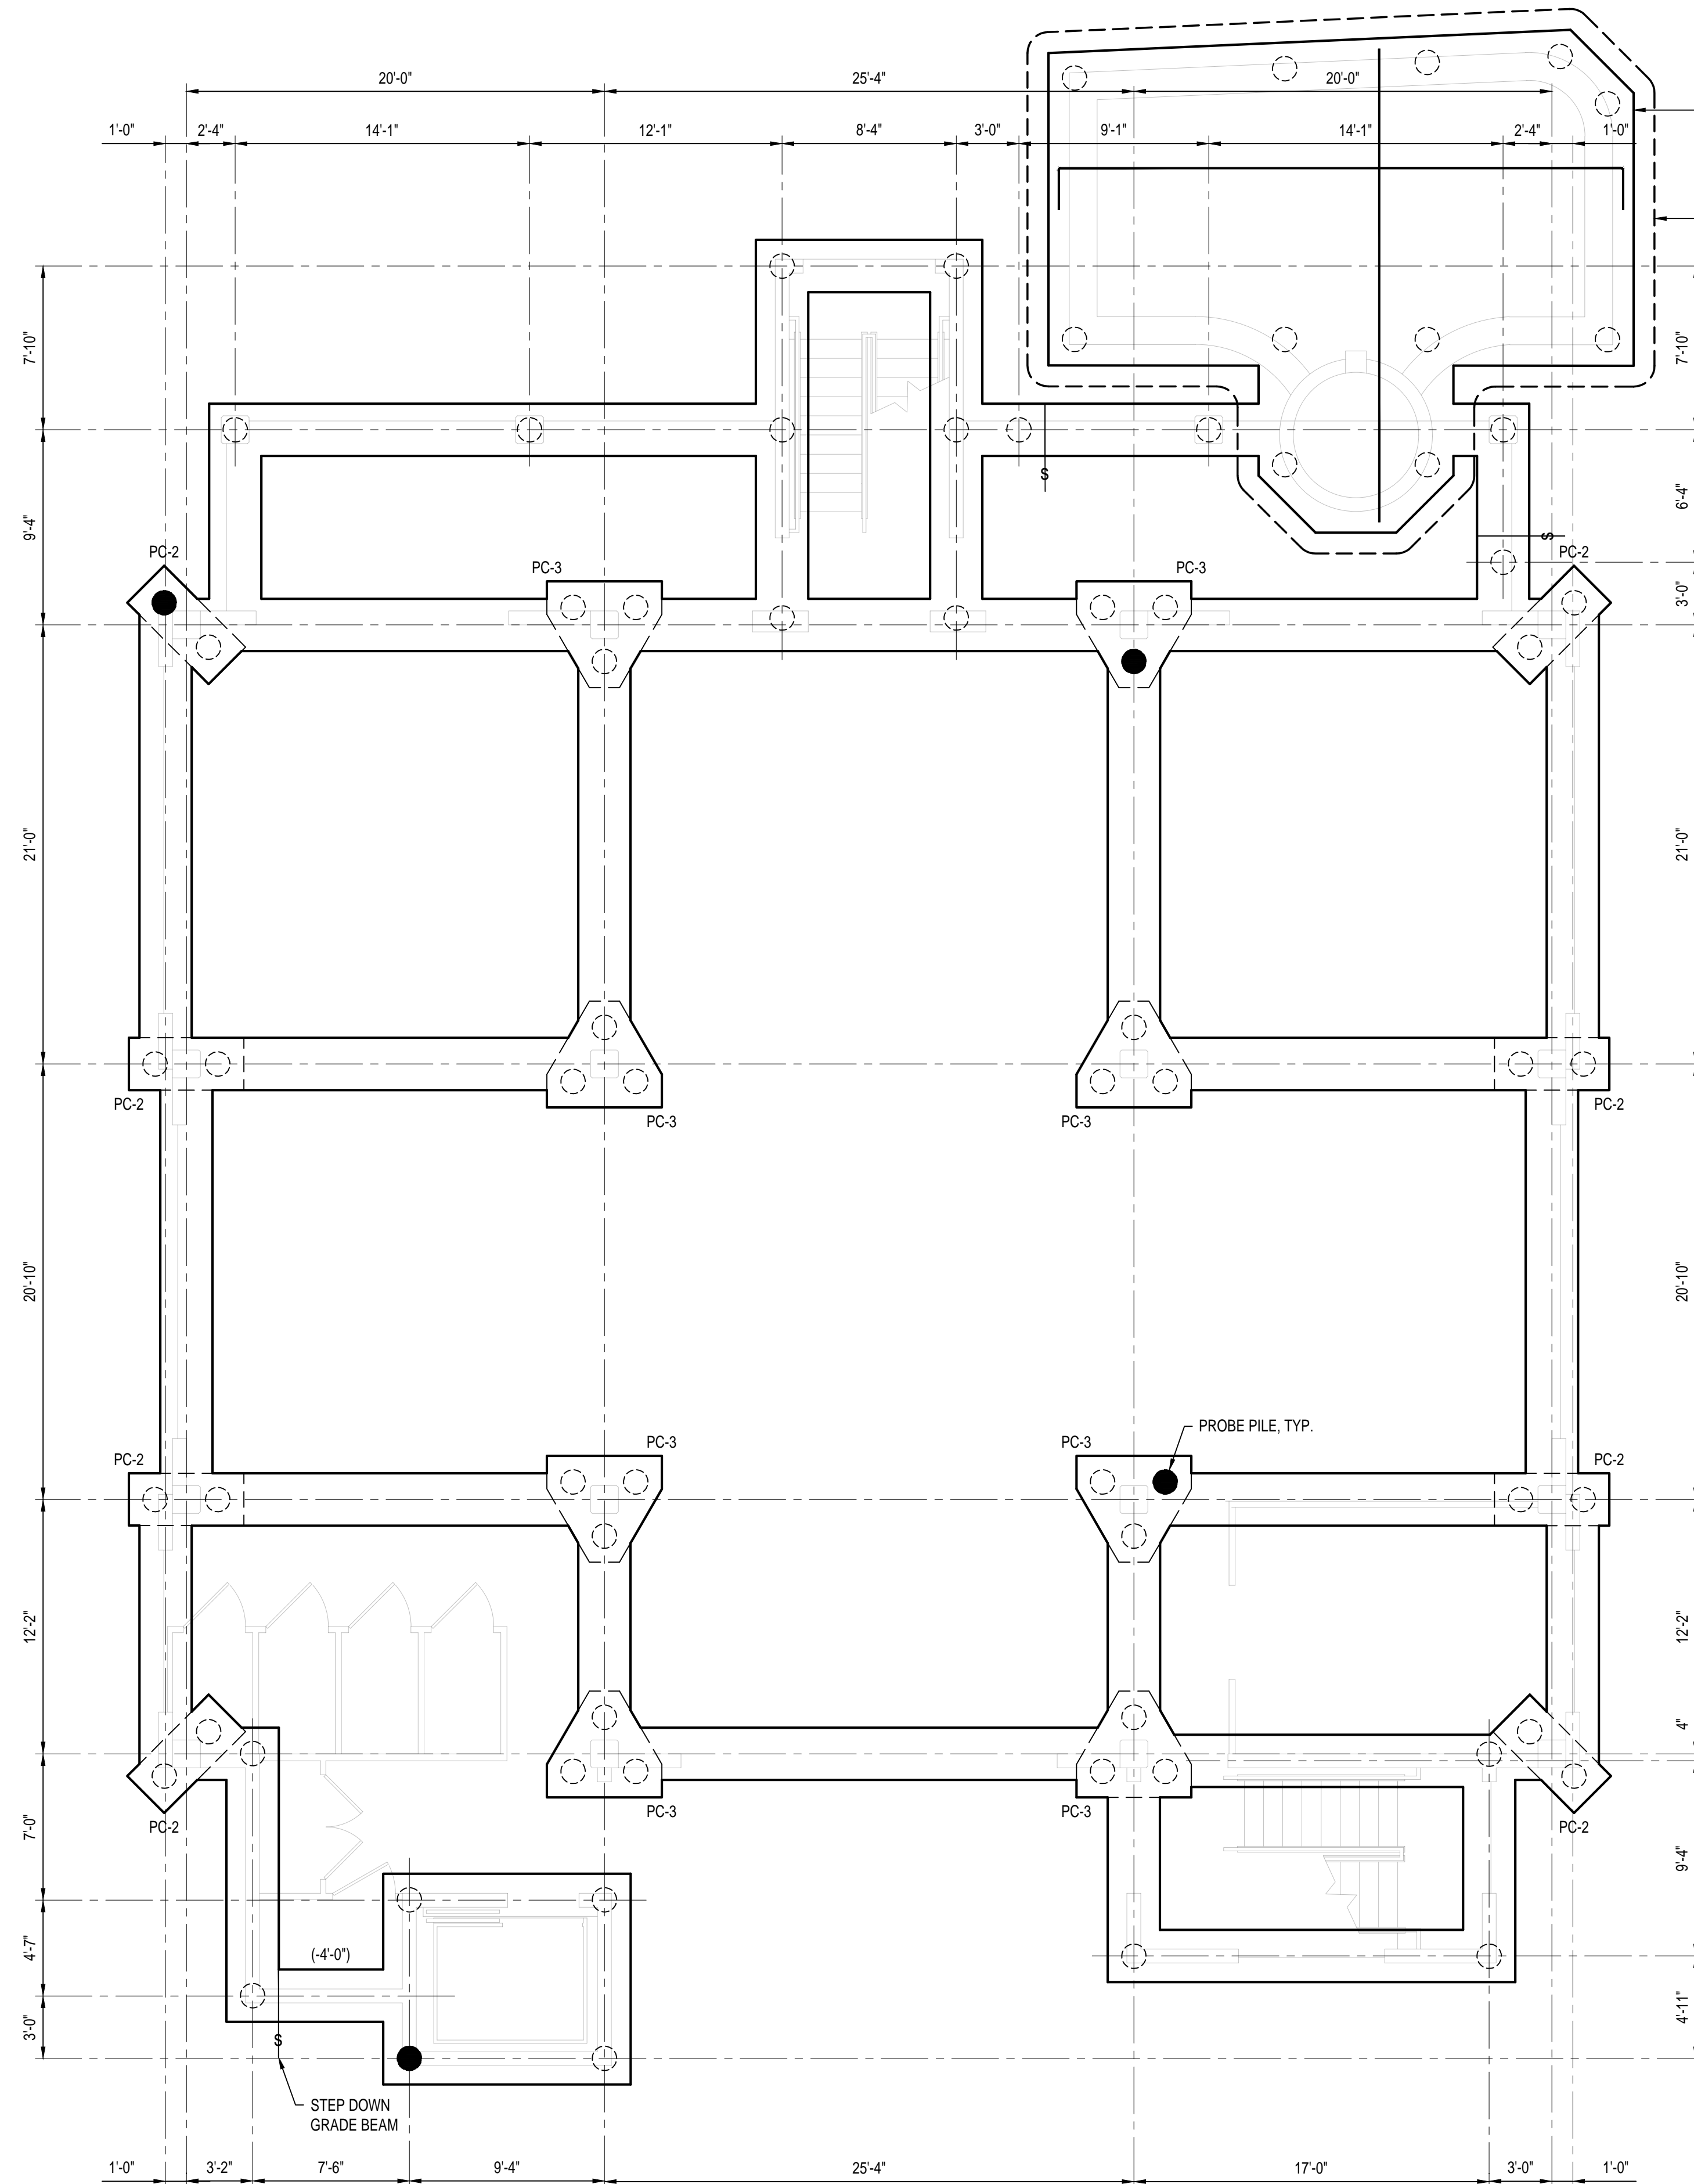 20'-0"
25'-4"
20'-0"
1'-0"
2'-4"
14'-1"
12'-1"
8'-4"
3'-0"
9'-1"
14'-1"
2'-4"
1'-0"
7'-10"
7'-10"
S
9'-4"
6'-4"
S
PC-2
PC-3
PC-3
PC-2
3'-0"
21'-0"
21'-0"
PC-2
PC-3
PC-3
PC-2
20'-10"
20'-10"
PROBE PILE, TYP.
PC-2
PC-3
PC-3
PC-2
12'-2"
12'-2"
4"
PC-2
PC-3
PC-3
PC-2
7'-0"
9'-4"
4'-7"
(-4'-0")
4'-11"
3'-0"
S
STEP DOWN
GRADE BEAM
1'-0"
3'-2"
7'-6"
9'-4"
25'-4"
17'-0"
3'-0"
1'-0"